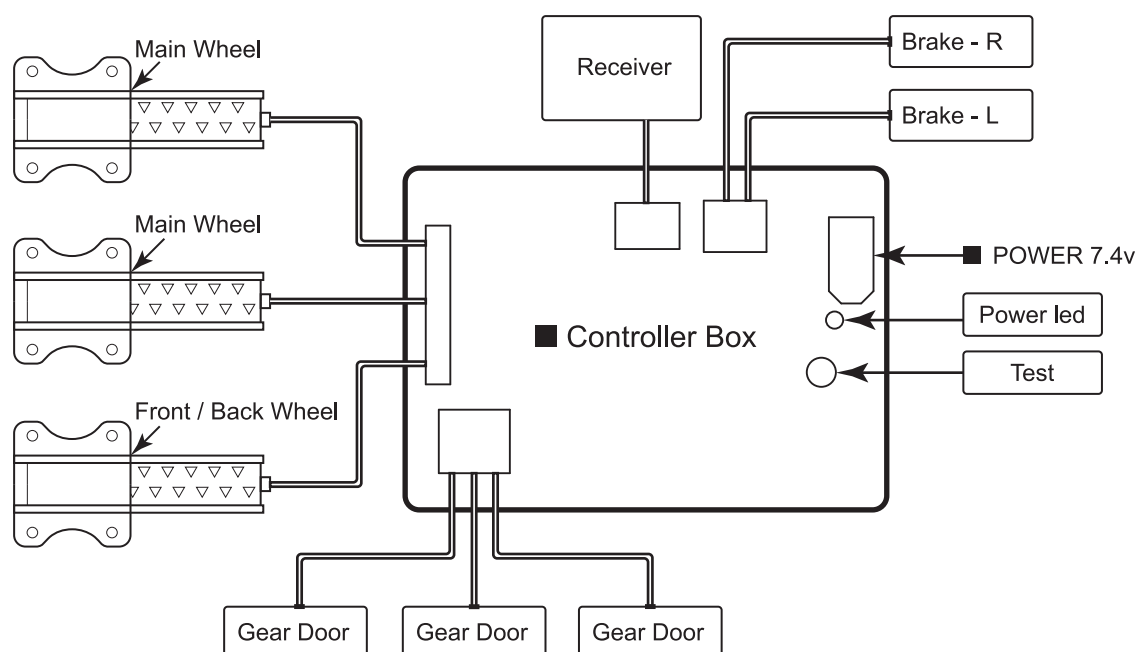 Main Wheel
Receiver
Brake - R
Brake - L
Main Wheel
■ POWER 7.4v
Power led
■ Controller Box
Test
Front / Back Wheel
Gear Door
Gear Door
Gear Door